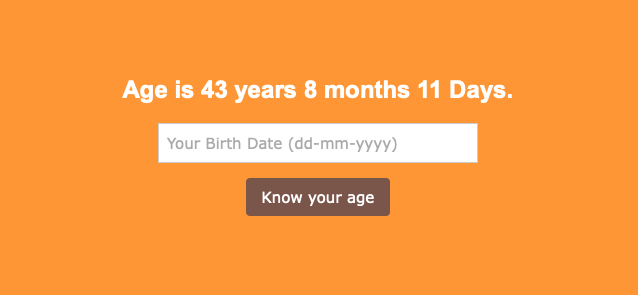 Age is 43 years 8 months 11 Days.
Your Birth Date (dd-mm-yyyy)
Know your age